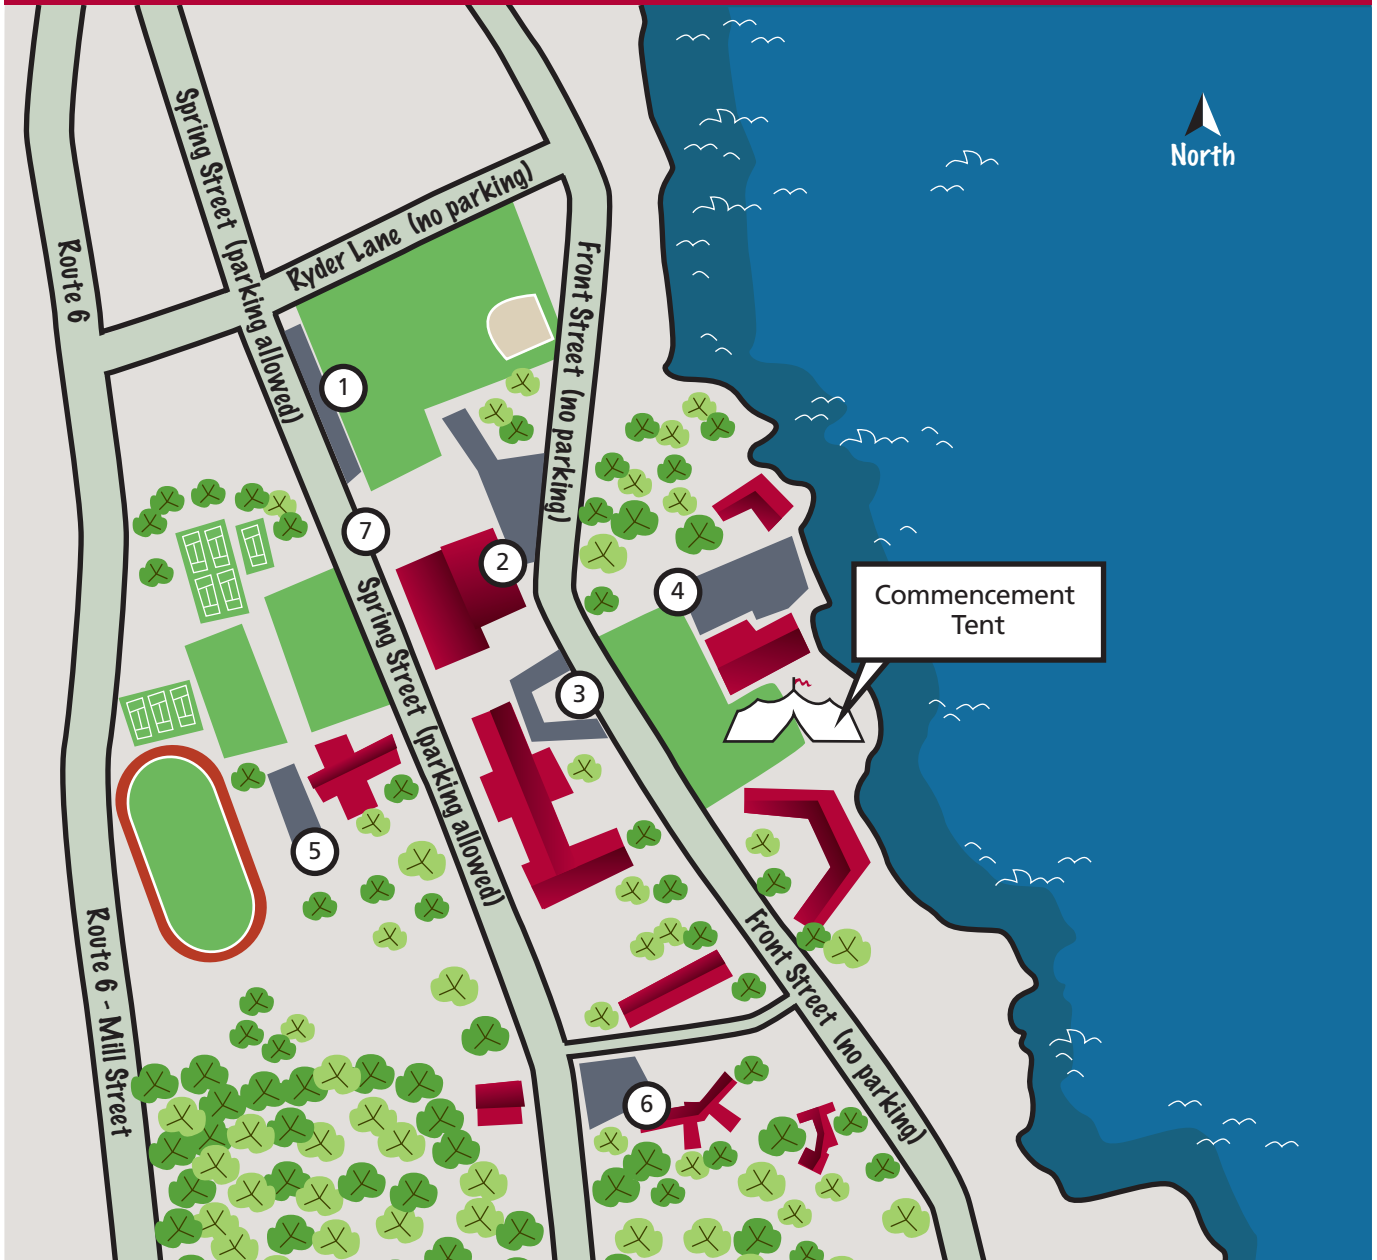 North
Spring Street (parking allowed)
Ryder Lane (no parking)
Route 6
Front Street (no parking)
1
7
2
4
Commencement
Tent
Spring Street (parking allowed)
3
5
Route 6 - Mill Street
Front Street (no parking)
6